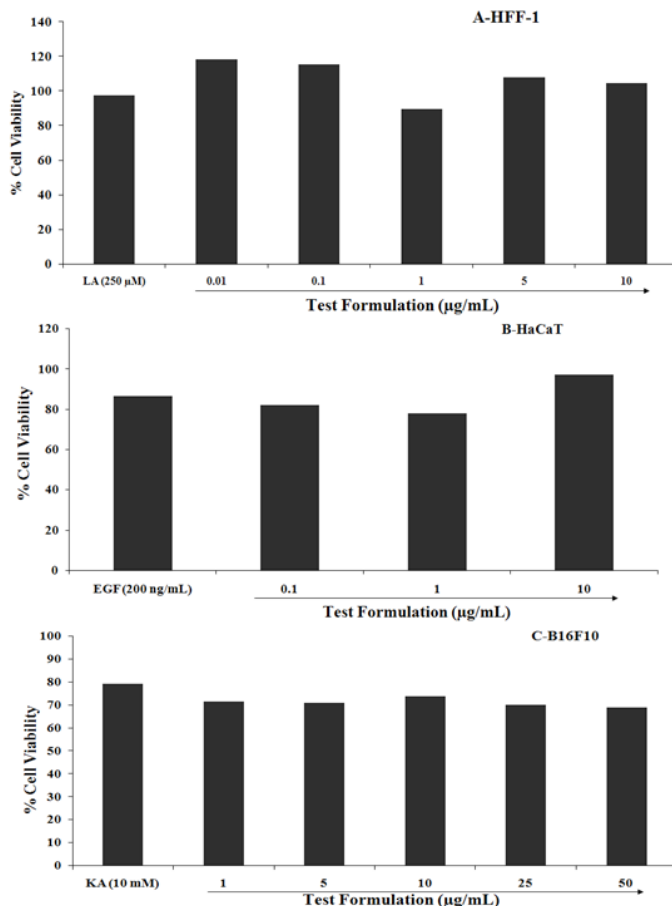 A-HFF-1
140
120
100
80
60
40
20
0
% Cell Viability
LA (250 µM) 0.01 0.1 1 5 10
Test Formulation (µg/mL)
B-HaCaT
120
100
80
60
40
20
0
% Cell Viability
EGF(200 ng/mL) 0.1 1 10
Test Formulation (µg/mL)
C-B16F10
100
90
80
70
60
50
40
30
20
10
0
% Cell Viability
KA (10 mM) 1 5 10 25 50
Test Formulation (µg/mL)